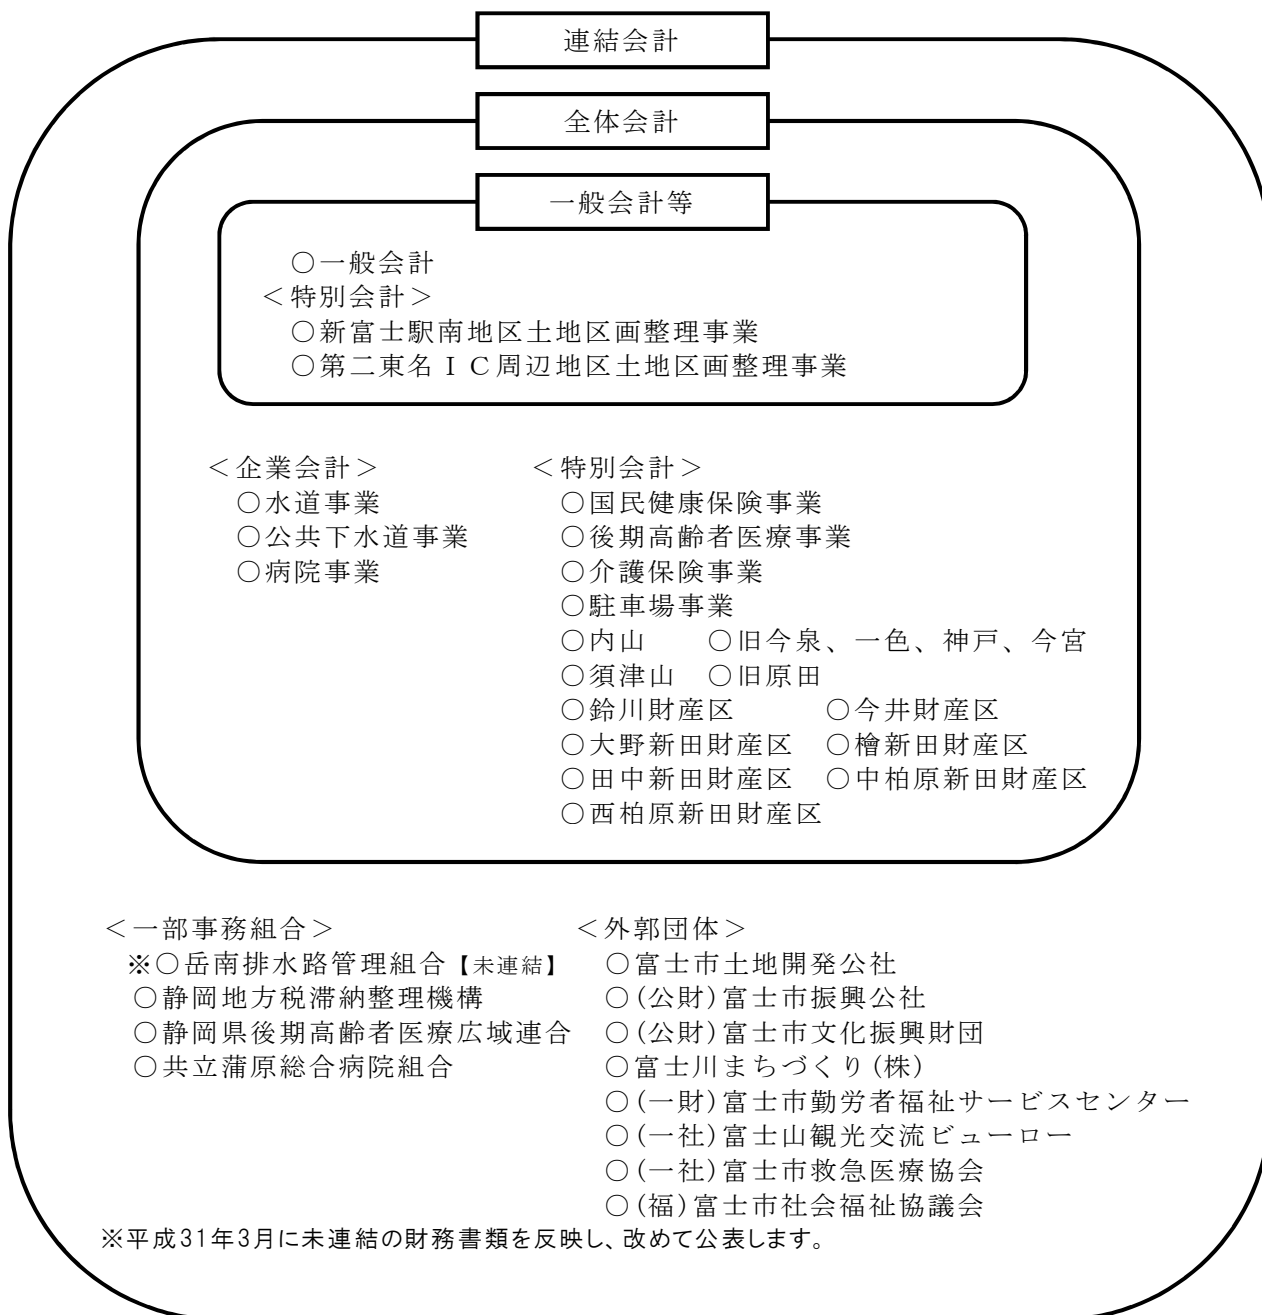 連結会計
全体会計
一般会計等
○一般会計
＜特別会計＞
○新富士駅南地区土地区画整理事業
○第二東名ＩＣ周辺地区土地区画整理事業
＜企業会計＞
○水道事業
○公共下水道事業
○病院事業
＜特別会計＞
○国民健康保険事業
○後期高齢者医療事業
○介護保険事業
○駐車場事業
○内山　○旧今泉、一色、神戸、今宮
○須津山　○旧原田
○鈴川財産区　○今井財産区
○大野新田財産区　○檜新田財産区
○田中新田財産区　○中柏原新田財産区
○西柏原新田財産区
＜一部事務組合＞
※○岳南排水路管理組合【未連結】
○静岡地方税滞納整理機構
○静岡県後期高齢者医療広域連合
○共立蒲原総合病院組合
＜外郭団体＞
○富士市土地開発公社
○(公財)富士市振興公社
○(公財)富士市文化振興財団
○富士川まちづくり(株)
○(一財)富士市勤労者福祉サービスセンター
○(一社)富士山観光交流ビューロー
○(一社)富士市救急医療協会
○(福)富士市社会福祉協議会
※平成31年3月に未連結の財務書類を反映し、改めて公表します。